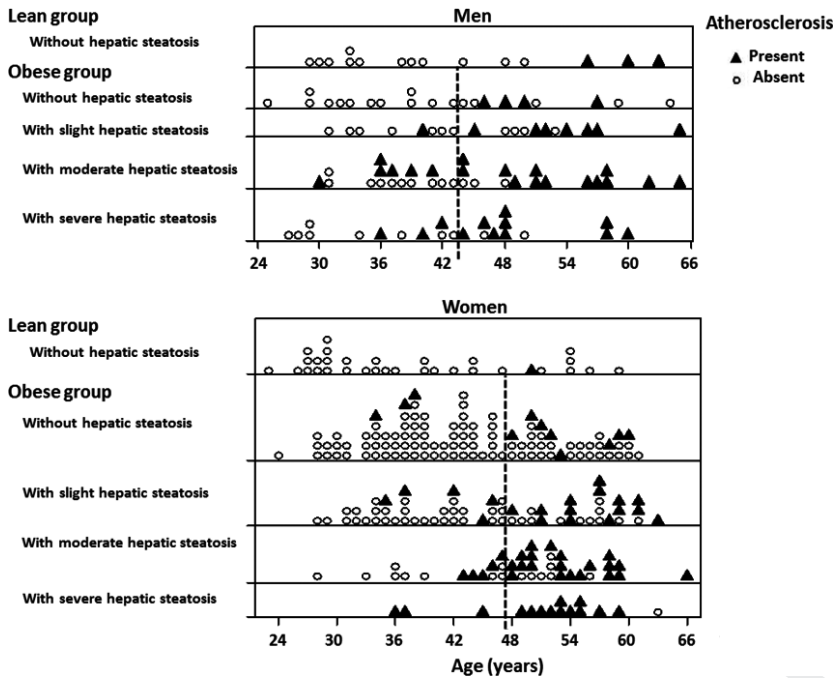 Men
Lean group
Without hepatic steatosis
Obese group
Without hepatic steatosis
With slight hepatic steatosis
With moderate hepatic steatosis
With severe hepatic steatosis
24 30 36 42 48 54 60 66
Atherosclerosis
Present
Absent
Women
Lean group
Without hepatic steatosis
Obese group
Without hepatic steatosis
With slight hepatic steatosis
With moderate hepatic steatosis
With severe hepatic steatosis
24 30 36 42 48 54 60 66
Age (years)